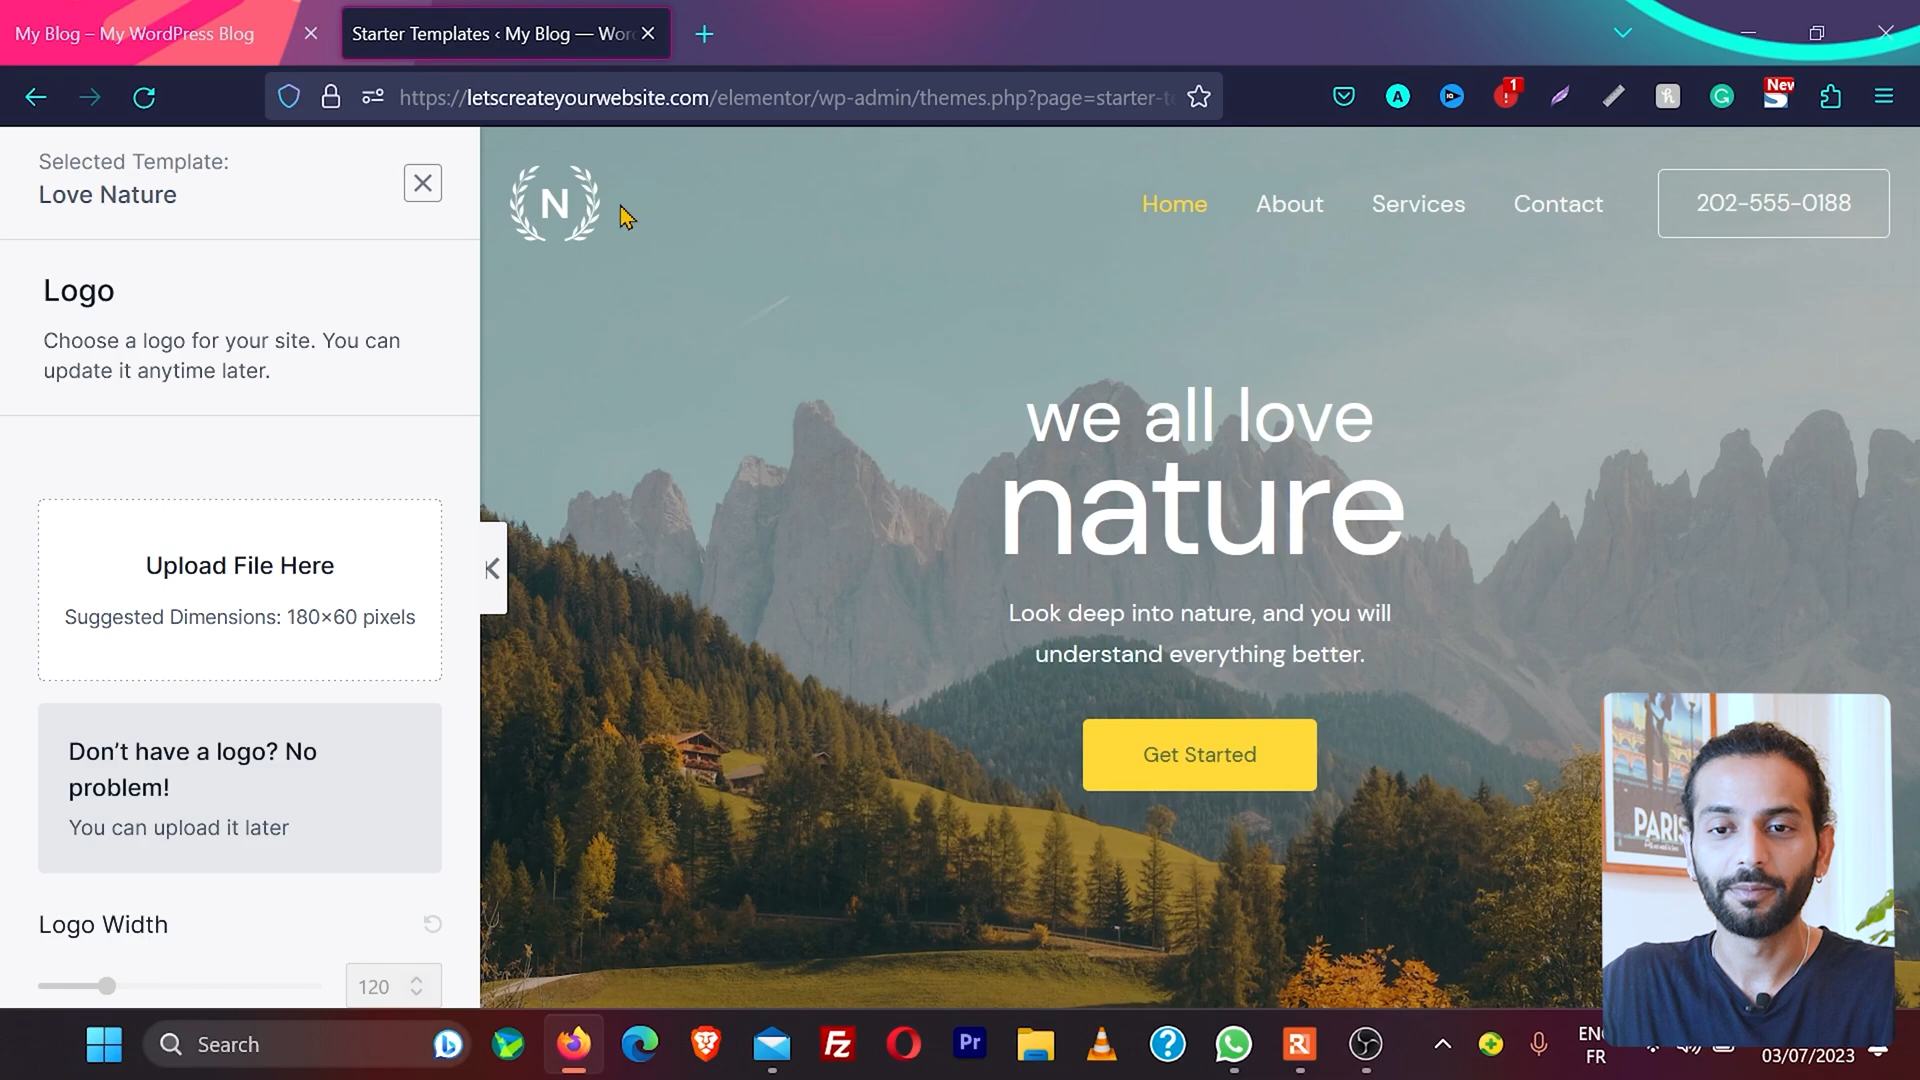 My Blog – My WordPress Blog
Starter Templates ‹ My Blog — Wor
https://letscreateyourwebsite.com/elementor/wp-admin/themes.php?page=starter-t
1
New
Selected Template:
Love Nature
Logo
Choose a logo for your site. You can
update it anytime later.
Upload File Here
Suggested Dimensions: 180×60 pixels
Don’t have a logo? No
problem!
You can upload it later
Logo Width
120
N
Home
About
Services
Contact
202-555-0188
we all love
nature
Look deep into nature, and you will
understand everything better.
Get Started
PARIS
Search
Fz
Pr
R
ENG
FR
03/07/2023